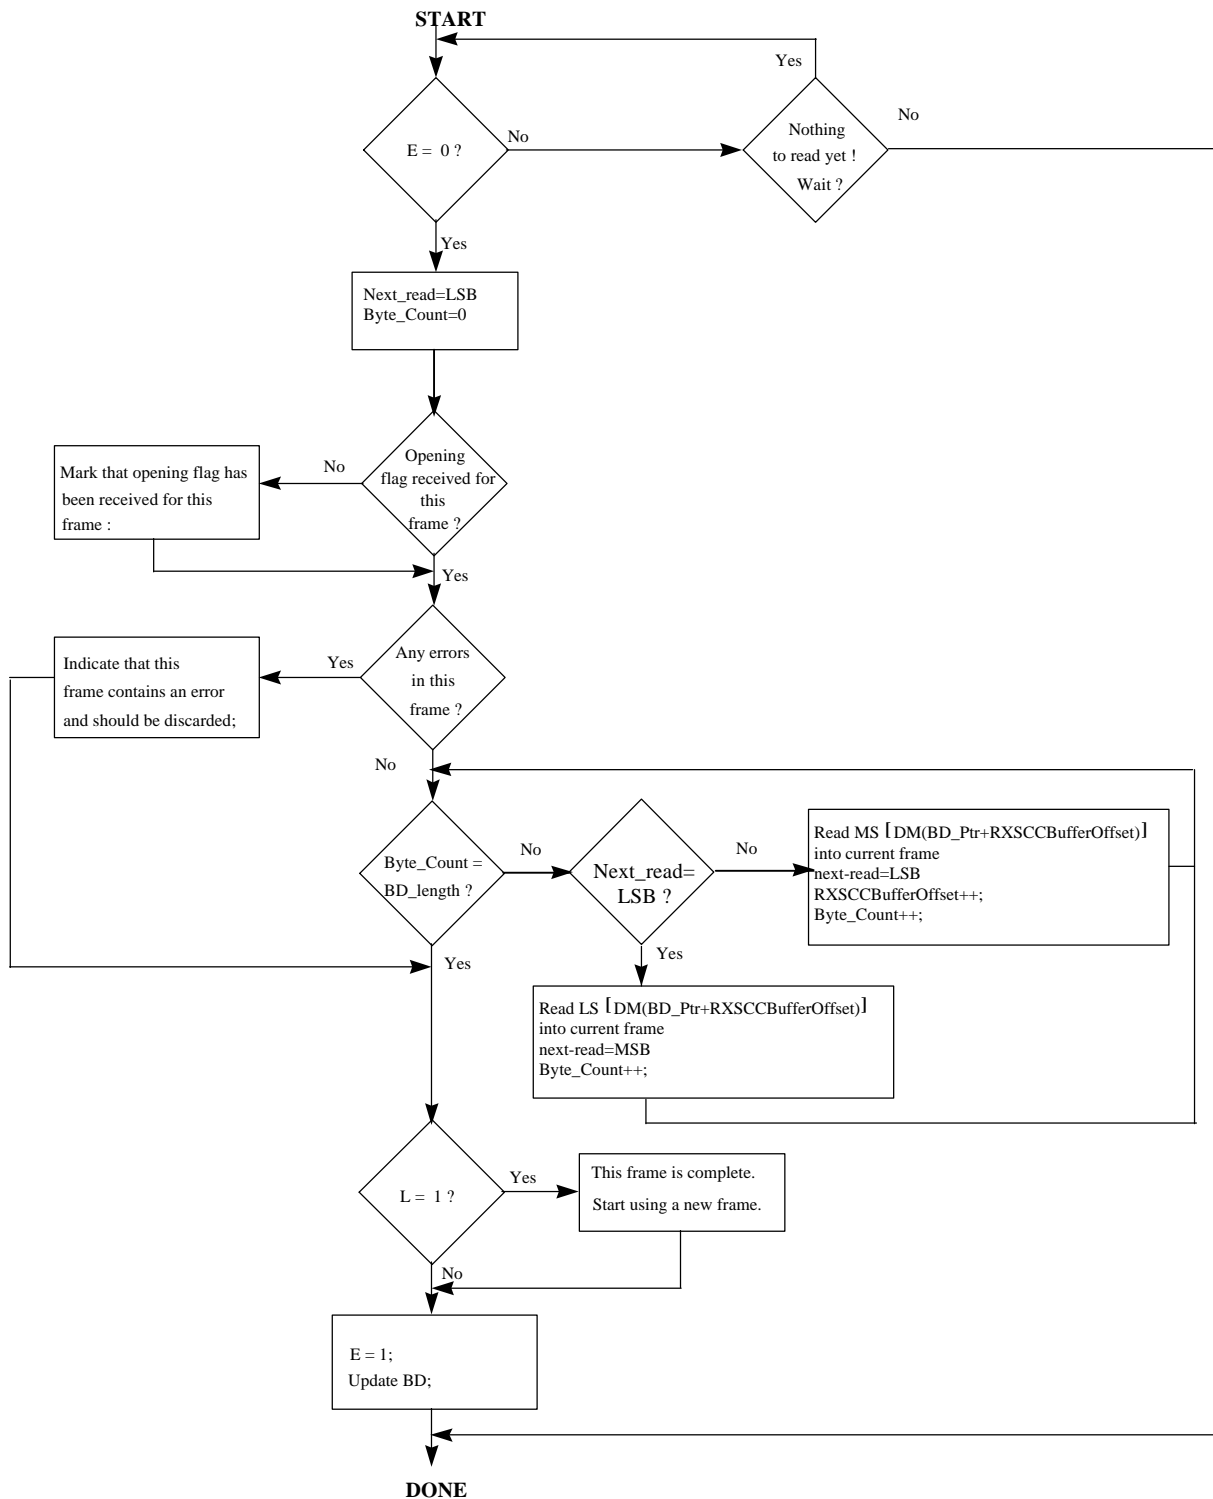 START
Yes
E = 0 ?
No
Nothing
to read yet !
Wait ?
No
Yes
Next_read=LSB
Byte_Count=0
Opening
flag received for
this
frame ?
No
Mark that opening flag has
been received for this
frame :
Yes
Any errors
in this
frame ?
Yes
Indicate that this
frame contains an error
and should be discarded;
No
Byte_Count =
BD_length ?
No
Next_read=
LSB ?
No
Read MS [DM(BD_Ptr+RXSCCBufferOffset)]
into current frame
next-read=LSB
RXSCCBufferOffset++;
Byte_Count++;
Yes
Yes
Read LS [DM(BD_Ptr+RXSCCBufferOffset)]
into current frame
next-read=MSB
Byte_Count++;
L = 1 ?
Yes
This frame is complete.
Start using a new frame.
No
E = 1;
Update BD;
DONE